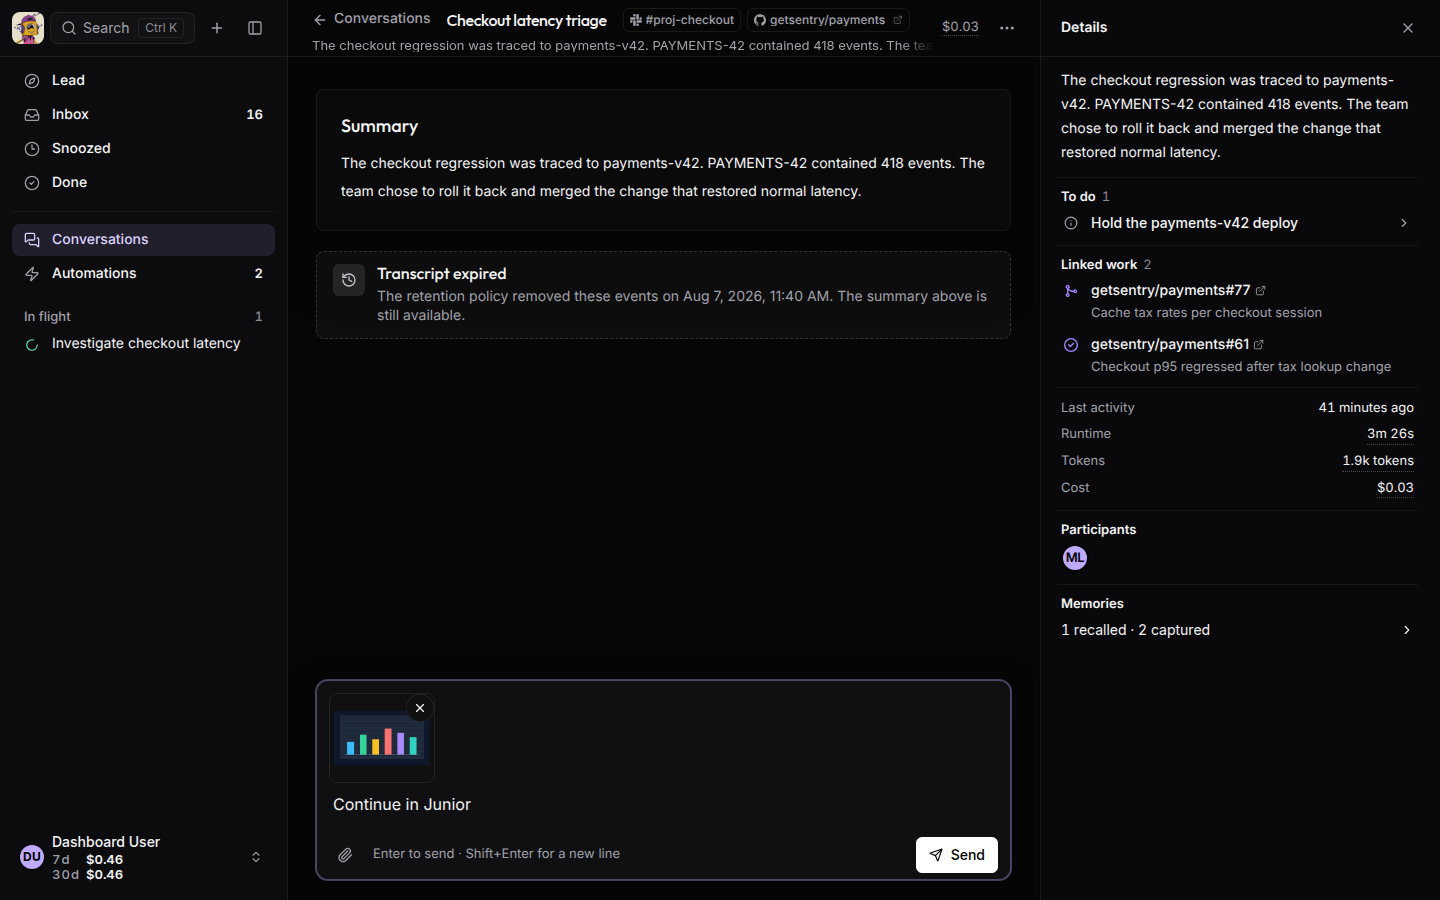 Search
Ctrl K
Lead
Inbox
16
Snoozed
Done
Conversations
Automations
2
In flight
1
Investigate checkout latency
Dashboard User
DU
7d $0.46
30d $0.46
Conversations
Checkout latency triage
#proj-checkout
getsentry/payments
$0.03
The checkout regression was traced to payments-v42. PAYMENTS-42 contained 418 events. The tea
Summary
The checkout regression was traced to payments-v42. PAYMENTS-42 contained 418 events. The
team chose to roll it back and merged the change that restored normal latency.
Transcript expired
The retention policy removed these events on Aug 7, 2026, 11:40 AM. The summary above is
still available.
Continue in Junior
Enter to send · Shift+Enter for a new line
Send
Details
The checkout regression was traced to payments-
v42. PAYMENTS-42 contained 418 events. The team
chose to roll it back and merged the change that
restored normal latency.
To do 1
Hold the payments-v42 deploy
Linked work 2
getsentry/payments#77
Cache tax rates per checkout session
getsentry/payments#61
Checkout p95 regressed after tax lookup change
Last activity
41 minutes ago
Runtime
3m 26s
Tokens
1.9k tokens
Cost
$0.03
Participants
ML
Memories
1 recalled · 2 captured